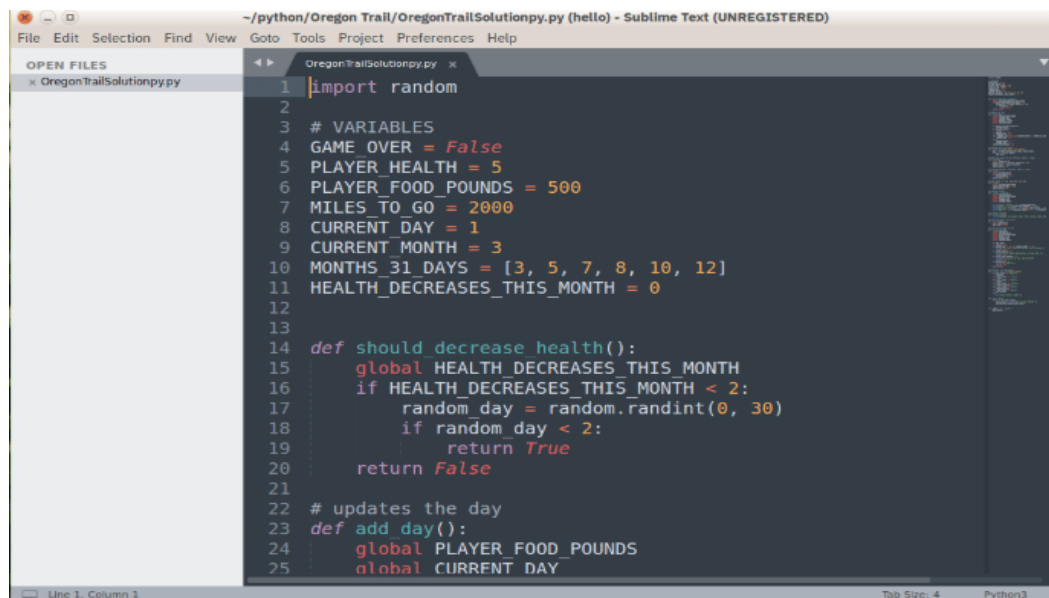 ~/python/Oregon Trail/OregonTrailSolutionpy.py (hello) - Sublime Text (UNREGISTERED)
File Edit Selection Find View Goto Tools Project Preferences Help
OPEN FILES
× OregonTrailSolutionpy.py
OregonTrailSolutionpy.py ×
1 import random
2
3 # VARIABLES
4 GAME_OVER = False
5 PLAYER_HEALTH = 5
6 PLAYER_FOOD_POUNDS = 500
7 MILES_TO_GO = 2000
8 CURRENT_DAY = 1
9 CURRENT_MONTH = 3
10 MONTHS_31_DAYS = [3, 5, 7, 8, 10, 12]
11 HEALTH_DECREASES_THIS_MONTH = 0
12
13
14 def should_decrease_health():
15     global HEALTH_DECREASES_THIS_MONTH
16     if HEALTH_DECREASES_THIS_MONTH < 2:
17         random_day = random.randint(0, 30)
18         if random_day < 2:
19             return True
20     return False
21
22 # updates the day
23 def add_day():
24     global PLAYER_FOOD_POUNDS
25     global CURRENT_DAY
Line 1, Column 1
Tab Size: 4
Python3